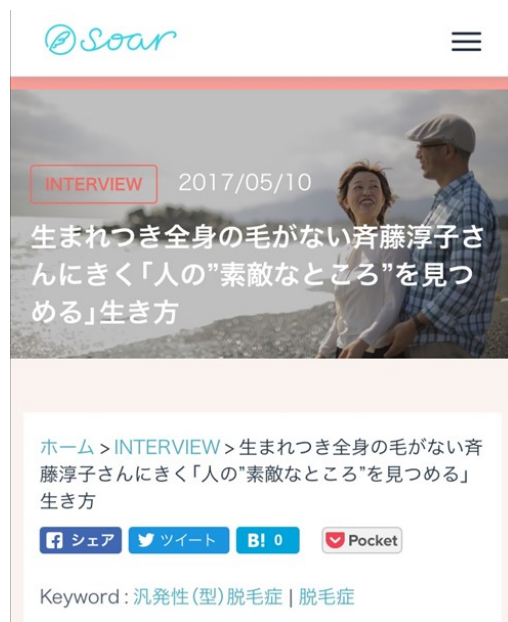 soar
INTERVIEW 2017/05/10
生まれつき全身の毛がない斉藤淳子さ
んにきく「人の”素敵なところ”を見つ
める」生き方
ホーム > INTERVIEW > 生まれつき全身の毛がない斉
藤淳子さんにきく「人の”素敵なところ”を見つめる」
生き方
シェア ツイート B! 0 Pocket
Keyword : 汎発性(型)脱毛症 | 脱毛症